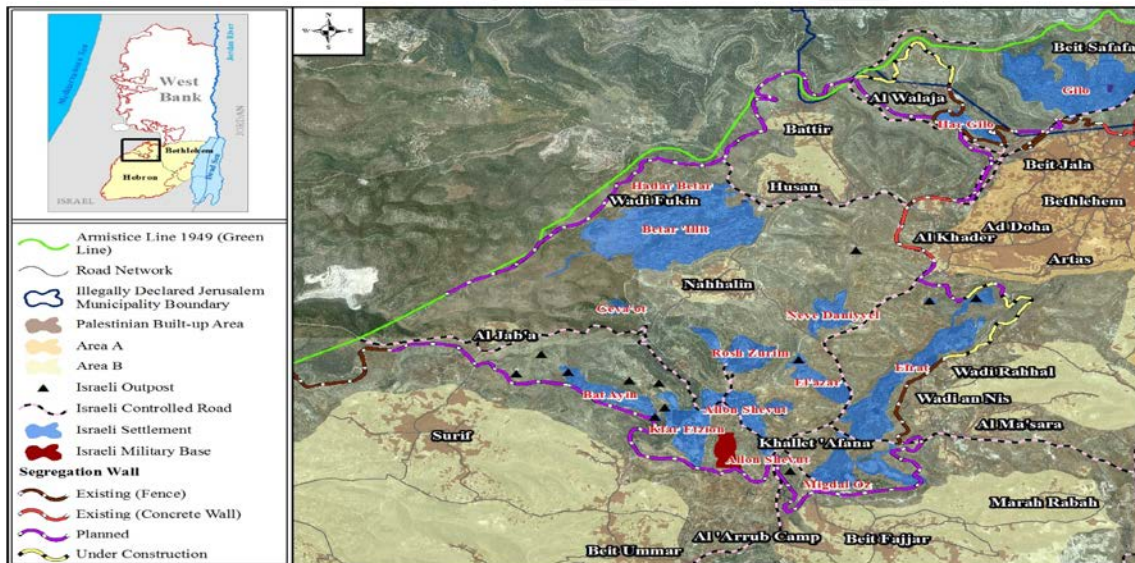 Mediterranean Sea
Jordan River
West
Bank
JORDAN
Bethlehem
Dead Sea
Hebron
ISRAEL
Armistice Line 1949 (Green
Line)
Road Network
Illegally Declared Jerusalem
Municipality Boundary
Palestinian Built-up Area
Area A
Area B
Israeli Outpost
Israeli Controlled Road
Israeli Settlement
Israeli Military Base
Segregation Wall
Existing (Fence)
Existing (Concrete Wall)
Planned
Under Construction
N
W E
S
Beit Safafa
Gilo
Al Walaja
Har Gilo
Battir
Beit Jala
Hadar Betar
Husan
Wadi Fukin
Bethlehem
Betar 'Illit
Ad Doha
Al Khader
Artas
Nahhalin
Geva'ot
Neve Daniyyel
Al Jab'a
Rosh Zurim
Efrat
Wadi Rahhal
El'azar
Bat Ayin
Wadi an Nis
Allon Shevut
Al Ma'sara
Kfar Etzion
Surif
Khallet 'Afana
Allon Shevut
Migdal Oz
Marah Rabah
Al 'Arrub Camp
Beit Fajjar
Beit Ummar